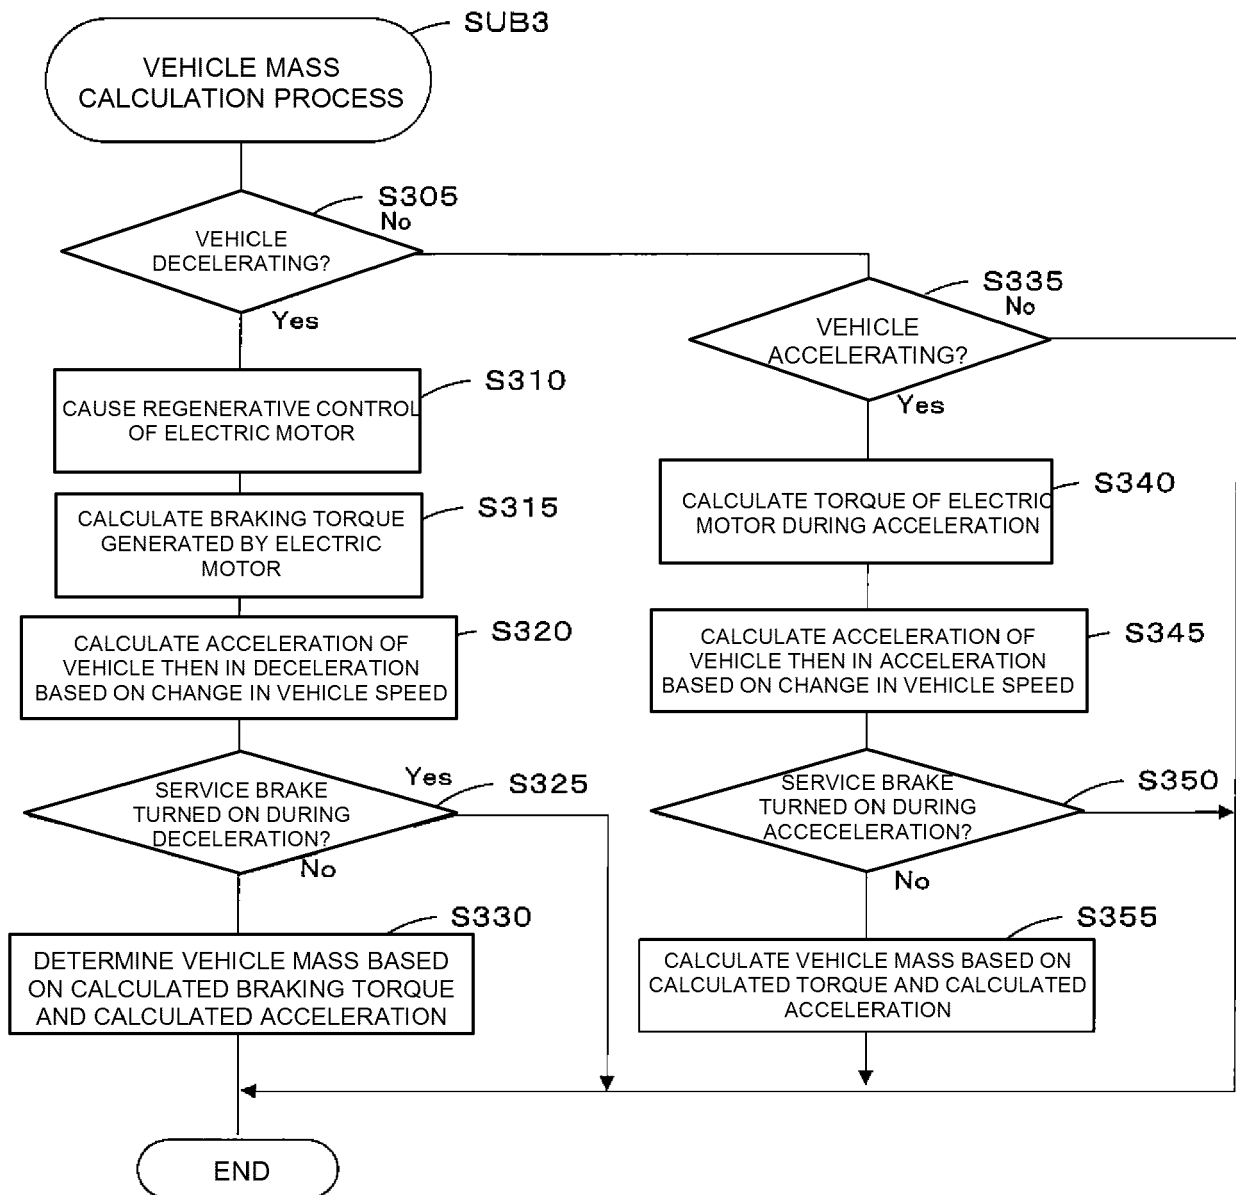 SUB3
VEHICLE MASS
CALCULATION PROCESS
S305
No
VEHICLE
DECELERATING?
Yes
S335
No
VEHICLE
ACCELERATING?
Yes
S310
CAUSE REGENERATIVE CONTROL
OF ELECTRIC MOTOR
S315
CALCULATE BRAKING TORQUE
GENERATED BY ELECTRIC
MOTOR
S320
CALCULATE ACCELERATION OF
VEHICLE THEN IN DECELERATION
BASED ON CHANGE IN VEHICLE SPEED
Yes
S325
SERVICE BRAKE
TURNED ON DURING
DECELERATION?
No
S330
DETERMINE VEHICLE MASS BASED
ON CALCULATED BRAKING TORQUE
AND CALCULATED ACCELERATION
S340
CALCULATE TORQUE OF ELECTRIC
MOTOR DURING ACCELERATION
S345
CALCULATE ACCELERATION OF
VEHICLE THEN IN ACCELERATION
BASED ON CHANGE IN VEHICLE SPEED
S350
SERVICE BRAKE
TURNED ON DURING
ACCECELERATION?
No
S355
CALCULATE VEHICLE MASS BASED ON
CALCULATED TORQUE AND CALCULATED
ACCELERATION
END